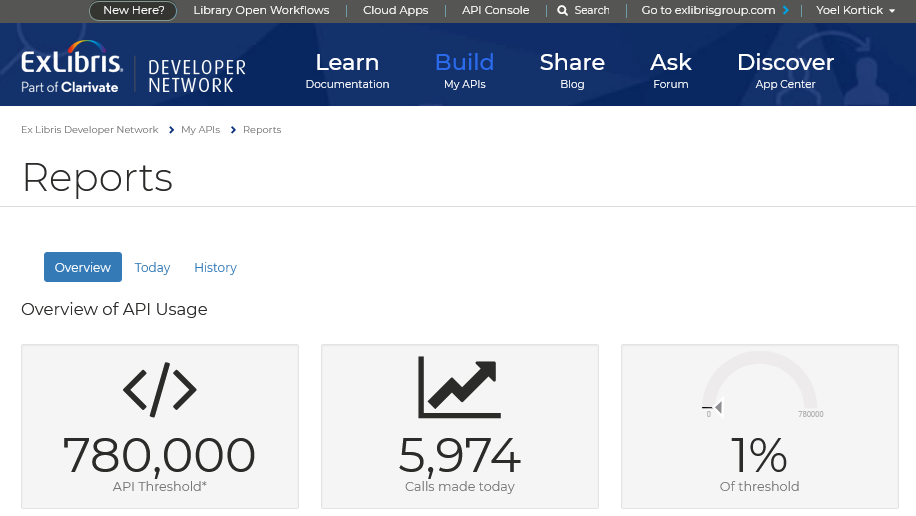 New Here? Library Open Workflows Cloud Apps API Console Search Go to exlibrisgroup.com Yoel Kortick
ExLibris. Part of Clarivate
DEVELOPER NETWORK
Learn Build Share Ask Discover
Documentation My APIs Blog Forum App Center
Ex Libris Developer Network My APIs Reports
Reports
Overview Today History
Overview of API Usage
0 780000
780,000 5,974 1%
API Threshold* Calls made today Of threshold